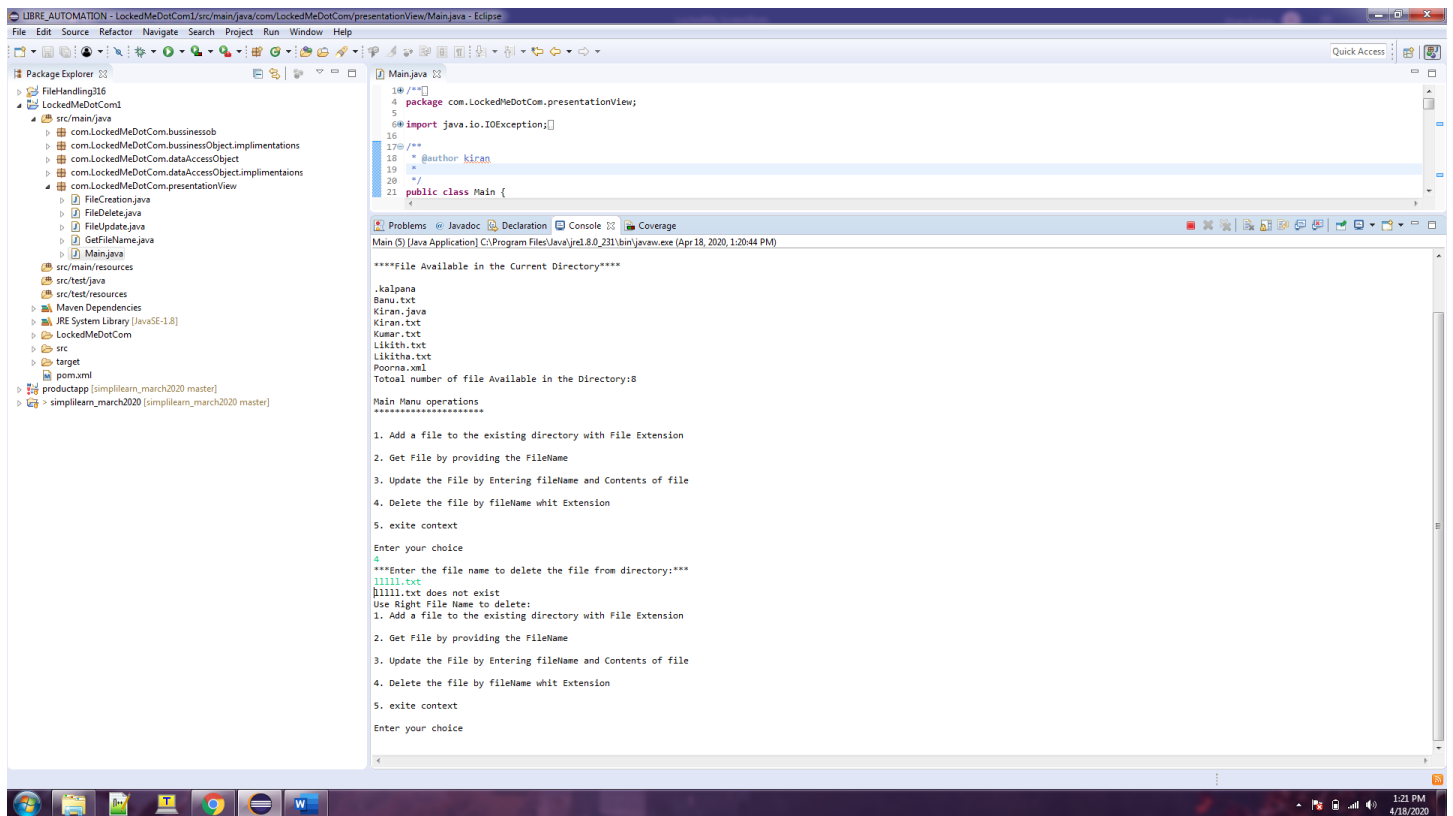 LIBRE_AUTOMATION - LockedMeDotCom1/src/main/java/com/LockedMeDotCom/presentationView/Main.java - Eclipse
File Edit Source Refactor Navigate Search Project Run Window Help
Quick Access
Package Explorer
FileHandling316
LockedMeDotCom1
src/main/java
com.LockedMeDotCom.bussinessob
com.LockedMeDotCom.bussinessObject.implimentations
com.LockedMeDotCom.dataAccessObject
com.LockedMeDotCom.dataAccessObject.implimentaions
com.LockedMeDotCom.presentationView
FileCreation.java
FileDelete.java
FileUpdate.java
GetFileName.java
Main.java
src/main/resources
src/test/java
src/test/resources
Maven Dependencies
JRE System Library [JavaSE-1.8]
LockedMeDotCom
src
target
pom.xml
productapp [simplilearn_march2020 master]
> simplilearn_march2020 [simplilearn_march2020 master]
Main.java
1 /**
4 package com.LockedMeDotCom.presentationView;
5
6 import java.io.IOException;
16
17 /**
18 * @author kiran
19 *
20 */
21 public class Main {
Problems Javadoc Declaration Console Coverage
Main (5) [Java Application] C:\Program Files\Java\jre1.8.0_231\bin\javaw.exe (Apr 18, 2020, 1:20:44 PM)
****File Available in the Current Directory****
.kalpana
Banu.txt
Kiran.java
Kiran.txt
Kumar.txt
Likith.txt
Likitha.txt
Poorna.xml
Totoal number of file Available in the Directory:8
Main Manu operations
*********************
1. Add a file to the existing directory with File Extension
2. Get File by providing the FileName
3. Update the File by Entering fileName and Contents of file
4. Delete the file by fileName whit Extension
5. exite context
Enter your choice
4
***Enter the file name to delete the file from directory:***
lllll.txt
lllll.txt does not exist
Use Right File Name to delete:
1. Add a file to the existing directory with File Extension
2. Get File by providing the FileName
3. Update the File by Entering fileName and Contents of file
4. Delete the file by fileName whit Extension
5. exite context
Enter your choice
1:21 PM
4/18/2020